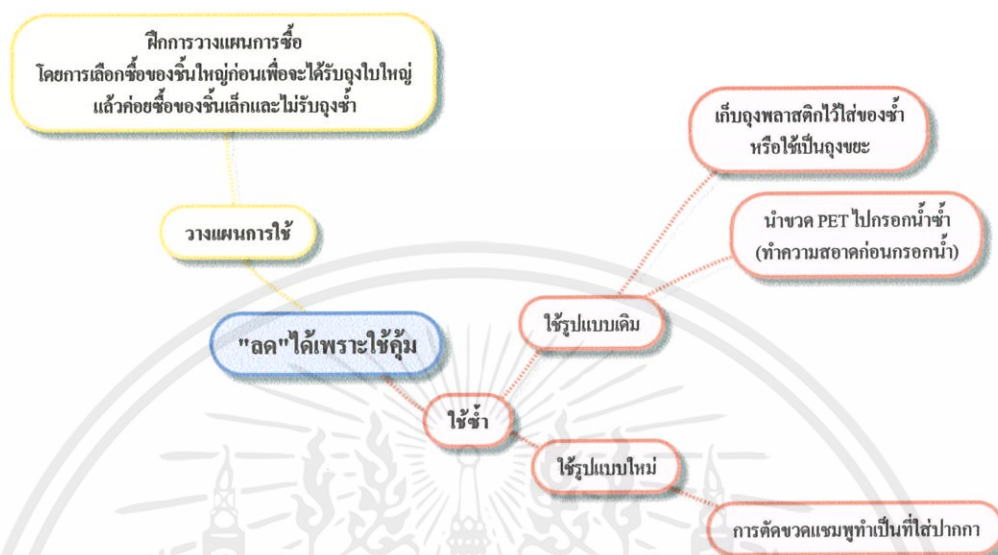 ฝึกการวางแผนการซื้อ
โดยการเลือกซื้อของชิ้นใหญ่ก่อนเพื่อจะได้รับถุงใบใหญ่
แล้วค่อยซื้อของชิ้นเล็กและไม่รับถุงซ้ำ
เก็บถุงพลาสติกไว้ใส่ของซ้ำ
หรือใช้เป็นถุงขยะ
วางแผนการใช้
นำขวด PET ไปกรอกน้ำซ้ำ
(ทำความสอาดก่อนกรอกน้ำ)
"ลด"ได้เพราะใช้คุ้ม
ใช้รูปแบบเดิม
ใช้ซ้ำ
ใช้รูปแบบใหม่
การตัดขวดแชมพูทำเป็นที่ใส่ปากกา